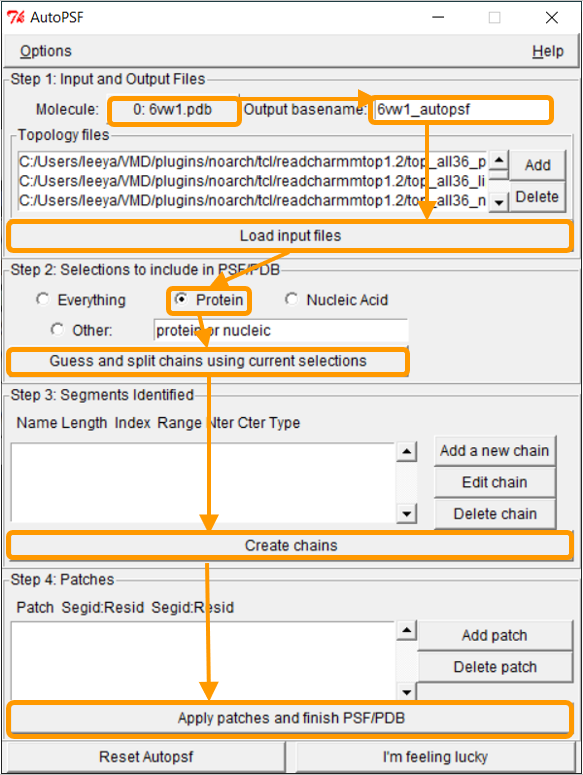 AutoPSF
Options Help
Step 1: Input and Output Files
Molecule: 0: 6vw1.pdb Output basename: 6vw1_autopsf
Topology files
C:/Users/leeya/VMD/plugins/noarch/tcl/readcharmmtop1.2/top_all36_p Add
C:/Users/leeya/VMD/plugins/noarch/tcl/readcharmmtop1.2/top_all36_li
C:/Users/leeya/VMD/plugins/noarch/tcl/readcharmmtop1.2/top_all36_n Delete
Load input files
Step 2: Selections to include in PSF/PDB
Everything Protein Nucleic Acid
Other: protein or nucleic
Guess and split chains using current selections
Step 3: Segments Identified
Name Length Index Range Nter Cter Type
Add a new chain
Edit chain
Delete chain
Create chains
Step 4: Patches
Patch Segid:Resid Segid:Resid
Add patch
Delete patch
Apply patches and finish PSF/PDB
Reset Autopsf I'm feeling lucky